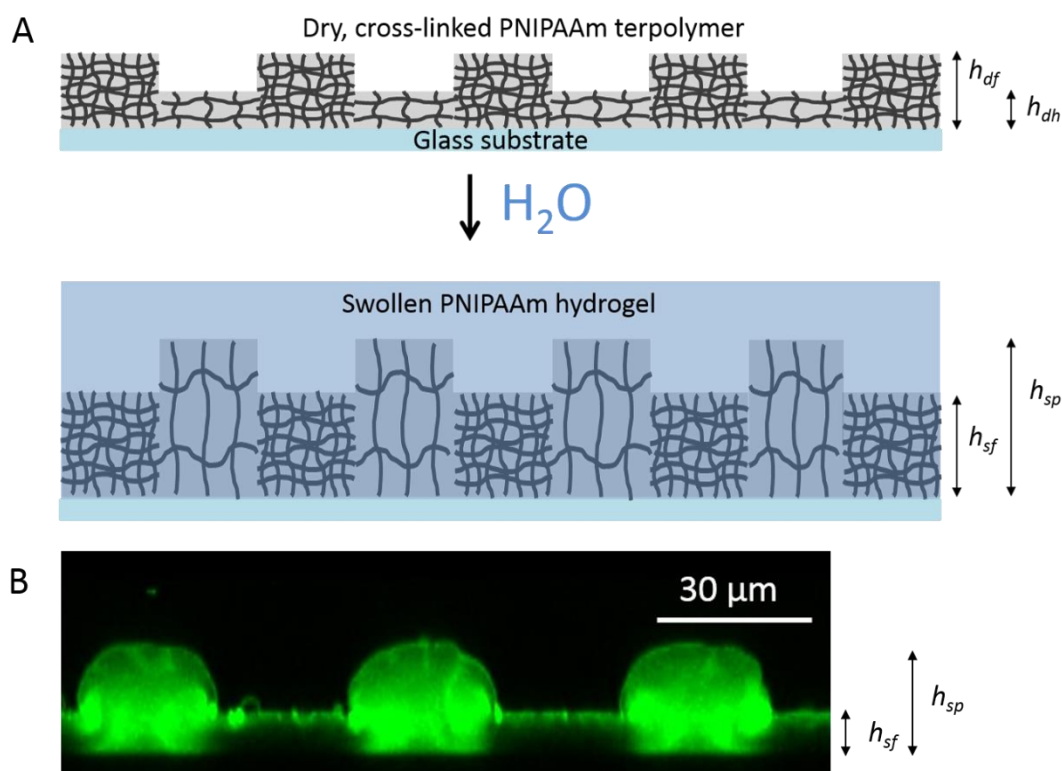 A
Dry, cross-linked PNIPAAm terpolymer
h_df
h_dh
Glass substrate
H₂O
Swollen PNIPAAm hydrogel
h_sp
h_sf
B
30 µm
h_sp
h_sf